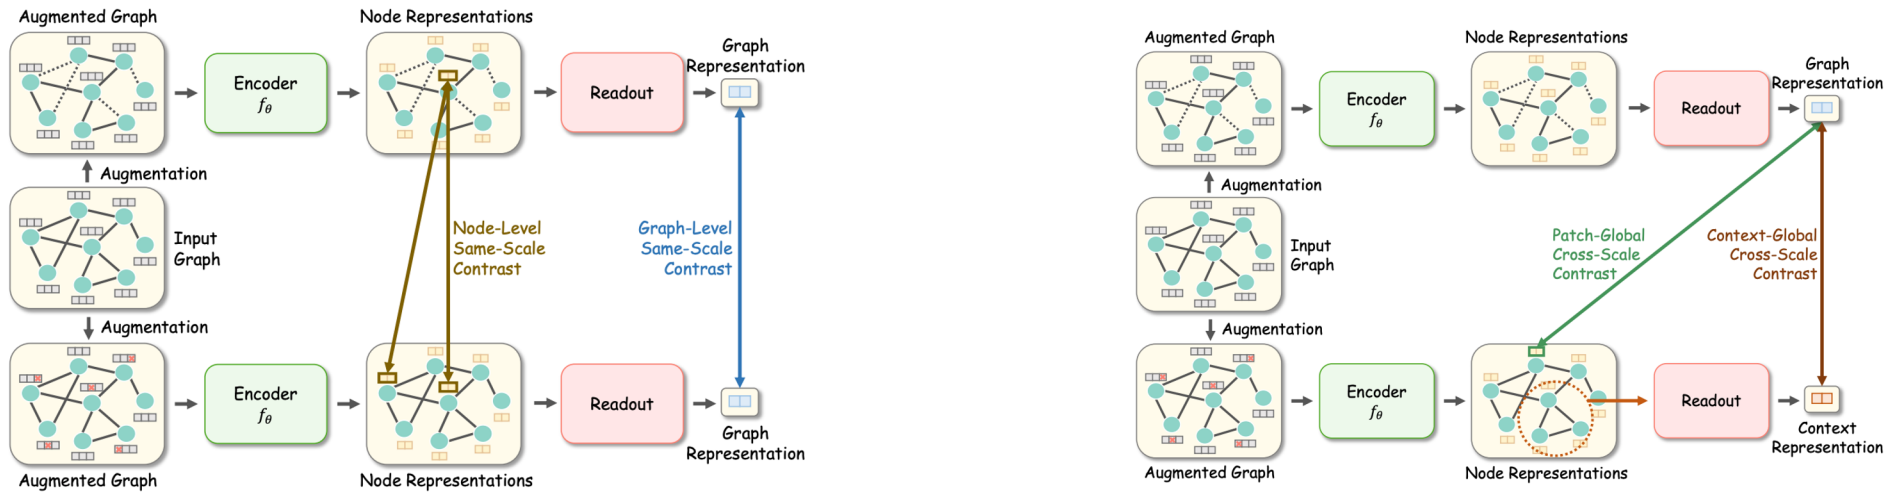 Augmented Graph
Node Representations
Encoder
fθ
Readout
Graph
Representation
Augmentation
Input
Graph
Node-Level
Same-Scale
Contrast
Graph-Level
Same-Scale
Contrast
Augmentation
Encoder
fθ
Readout
Graph
Representation
Augmented Graph
Node Representations
Augmented Graph
Node Representations
Encoder
fθ
Readout
Graph
Representation
Augmentation
Input
Graph
Patch-Global
Cross-Scale
Contrast
Context-Global
Cross-Scale
Contrast
Augmentation
Encoder
fθ
Readout
Context
Representation
Augmented Graph
Node Representations